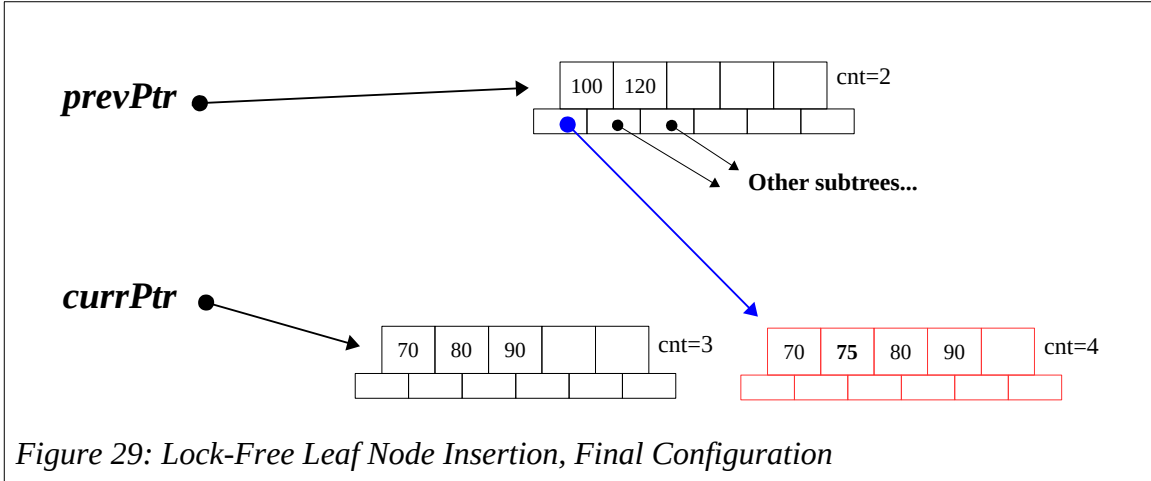 prevPtr
100 120 cnt=2
Other subtrees...
currPtr
70 80 90 cnt=3
70 75 80 90 cnt=4
Figure 29: Lock-Free Leaf Node Insertion, Final Configuration